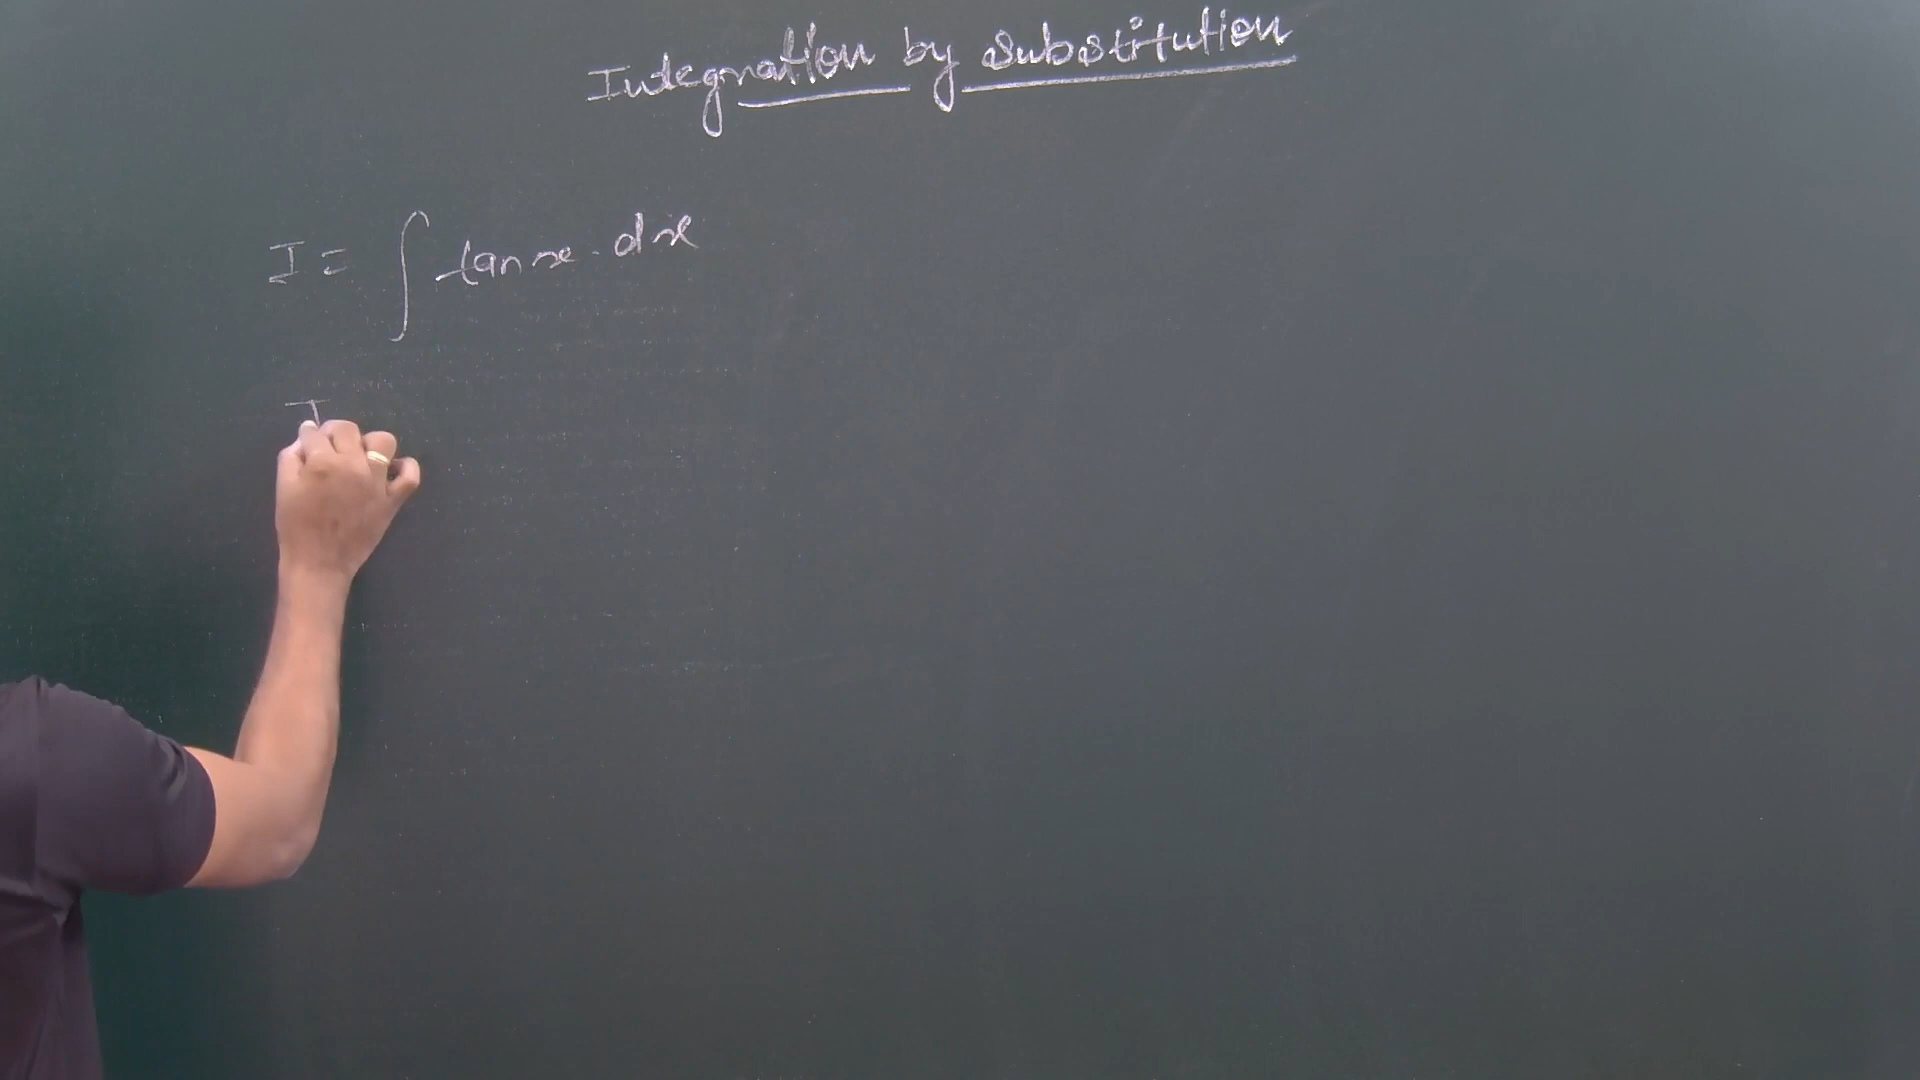 Integration by substitution
I = ∫ tan x . dx
I